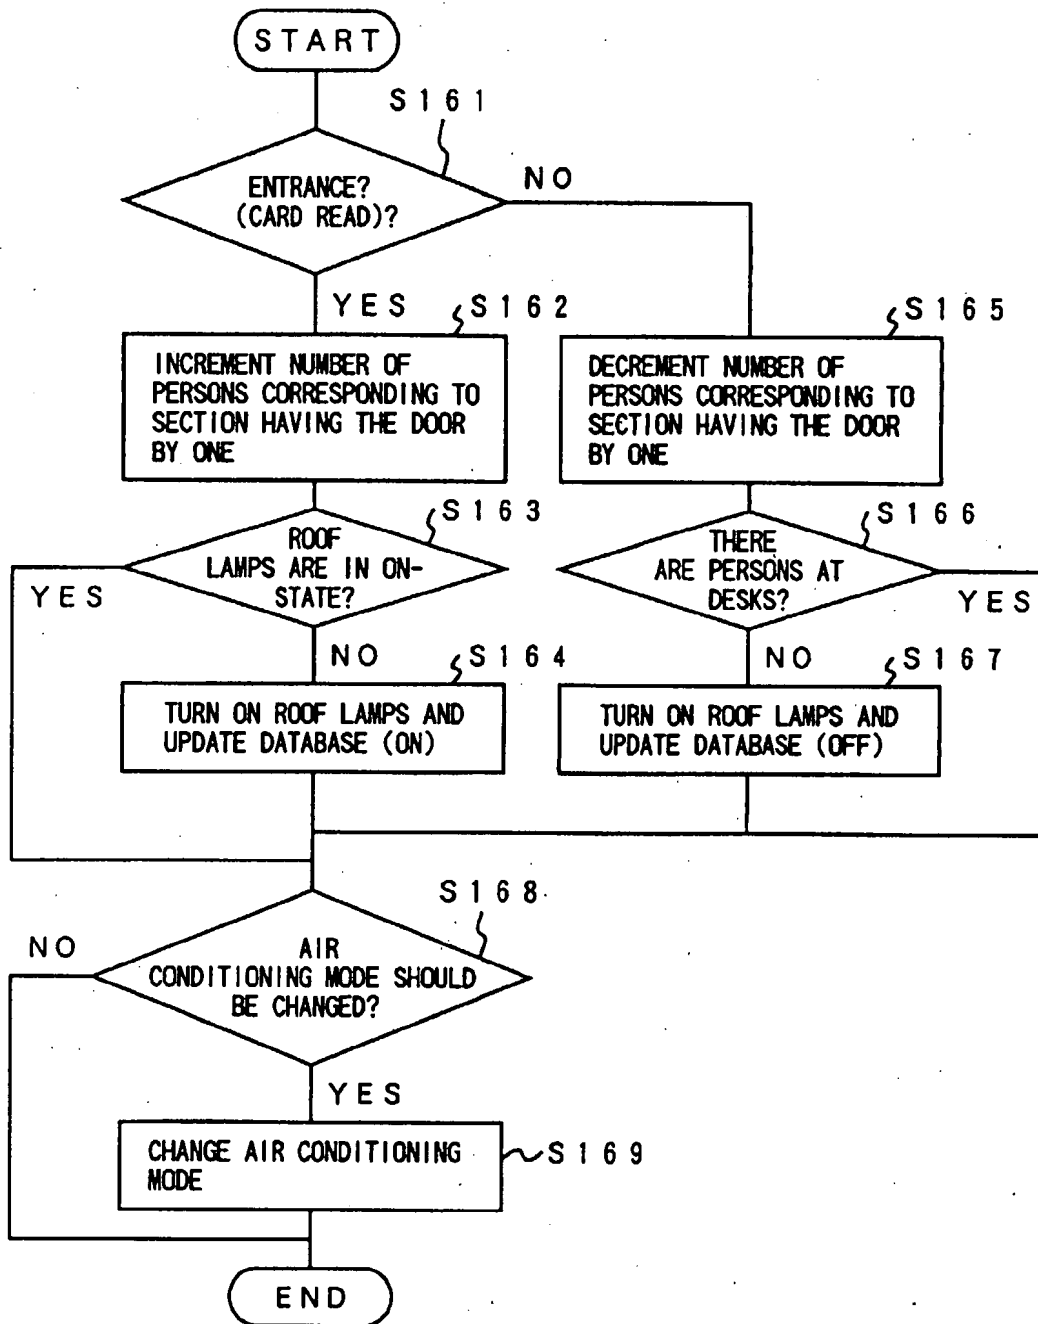 START
S161
ENTRANCE?
(CARD READ)?
NO
YES
S162
INCREMENT NUMBER OF
PERSONS CORRESPONDING TO
SECTION HAVING THE DOOR
BY ONE
S165
DECREMENT NUMBER OF
PERSONS CORRESPONDING TO
SECTION HAVING THE DOOR
BY ONE
S163
ROOF
LAMPS ARE IN ON-
STATE?
YES
NO
S166
THERE
ARE PERSONS AT
DESKS?
YES
NO
S164
TURN ON ROOF LAMPS AND
UPDATE DATABASE (ON)
S167
TURN ON ROOF LAMPS AND
UPDATE DATABASE (OFF)
S168
AIR
CONDITIONING MODE SHOULD
BE CHANGED?
NO
YES
CHANGE AIR CONDITIONING
MODE
S169
END